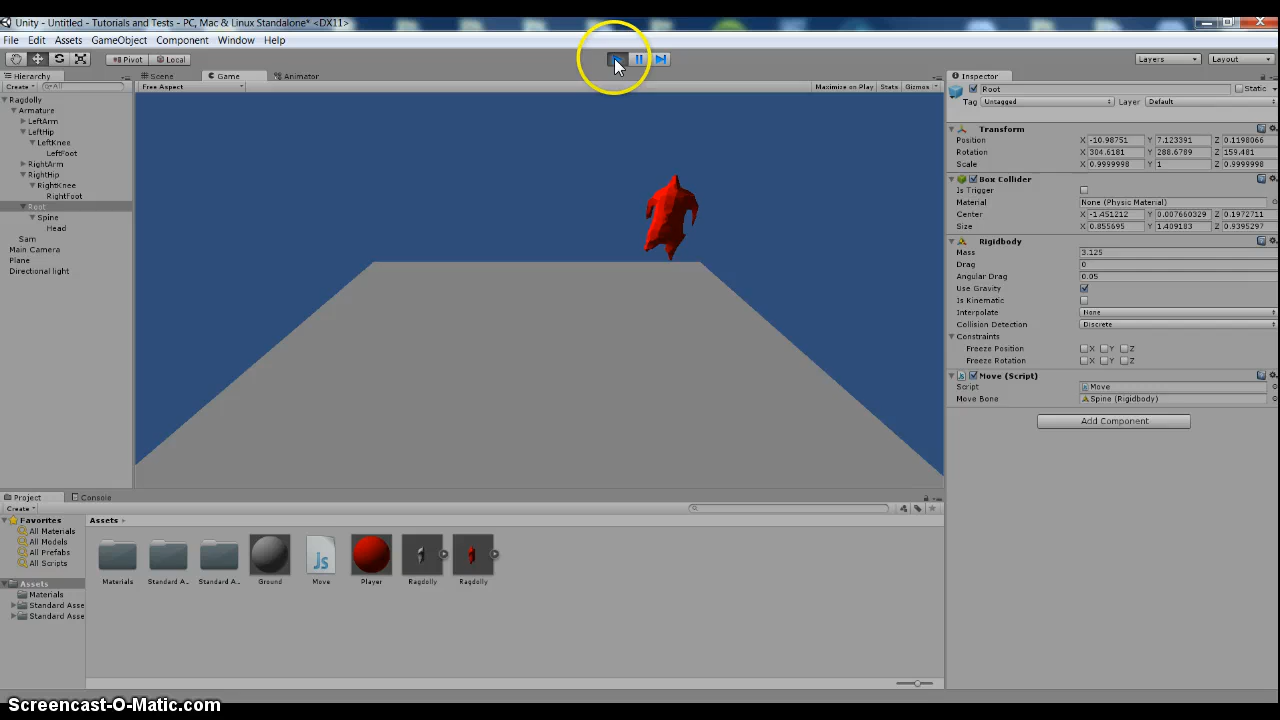 Unity - Untitled - Tutorials and Tests - PC, Mac & Linux Standalone* <DX11>
File Edit Assets GameObject Component Window Help
Pivot Local Layers Layout
Hierarchy Scene Game Animator Inspector
Create All
Free Aspect Maximize on Play Stats Gizmos
Ragdolly
Armature
LeftArm
LeftHip
LeftKnee
LeftFoot
RightArm
RightHip
RightKnee
RightFoot
Root
Spine
Head
Sam
Main Camera
Plane
Directional light
Root Static
Tag Untagged Layer Default
Transform
Position X -10.98751 Y 7.123391 Z 0.1198066
Rotation X 304.6181 Y 288.6789 Z 159.481
Scale X 0.9999998 Y 1 Z 0.9999998
Box Collider
Is Trigger
Material None (Physic Material)
Center X -1.451212 Y 0.007660329 Z 0.1972711
Size X 0.855695 Y 1.409183 Z 0.9395297
Rigidbody
Mass 3.125
Drag 0
Angular Drag 0.05
Use Gravity
Is Kinematic
Interpolate None
Collision Detection Discrete
Constraints
Freeze Position X Y Z
Freeze Rotation X Y Z
Move (Script)
Script Move
Move Bone Spine (Rigidbody)
Add Component
Project Console
Create
Favorites
All Materials
All Models
All Prefabs
All Scripts
Assets
Materials
Standard Asse
Standard Asse
Assets
Js
Materials Standard A... Standard A... Ground Move Player Ragdolly Ragdolly
Screencast-O-Matic.com